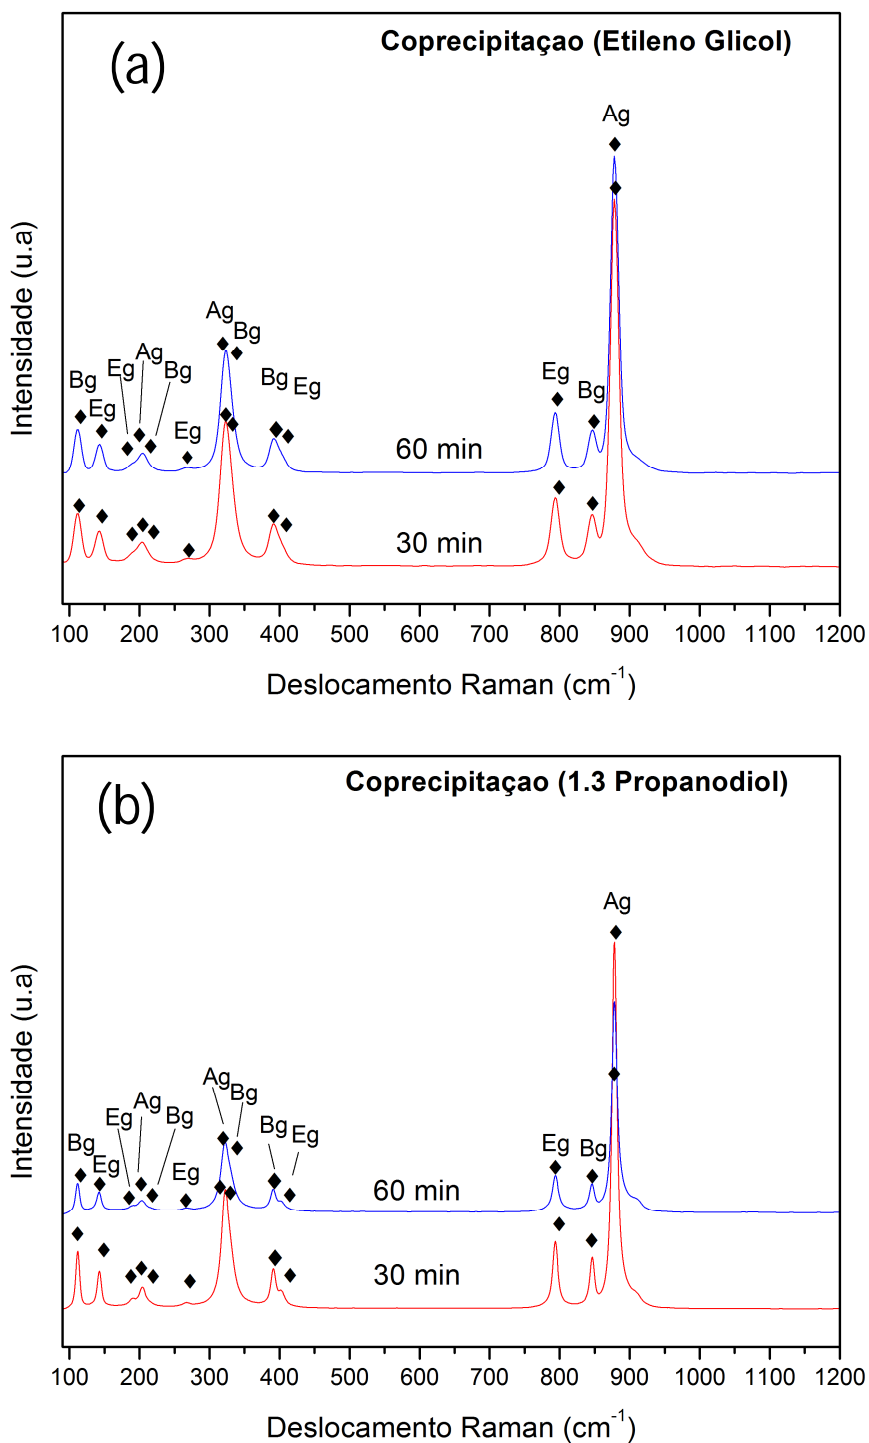 Coprecipitaçao (Etileno Glicol)
(a)
Ag
Intensidade (u.a)
Ag
Bg
Ag
Eg
Bg
Bg
Eg
Bg
Eg
Eg
Eg
Bg
60 min
30 min
100 200 300 400 500 600 700 800 900 1000 1100 1200
Deslocamento Raman (cm-1)
Coprecipitaçao (1.3 Propanodiol)
(b)
Ag
Intensidade (u.a)
Ag
Bg
Ag
Eg
Bg
Bg
Eg
Bg
Eg
Eg
Eg
Bg
60 min
30 min
100 200 300 400 500 600 700 800 900 1000 1100 1200
Deslocamento Raman (cm-1)